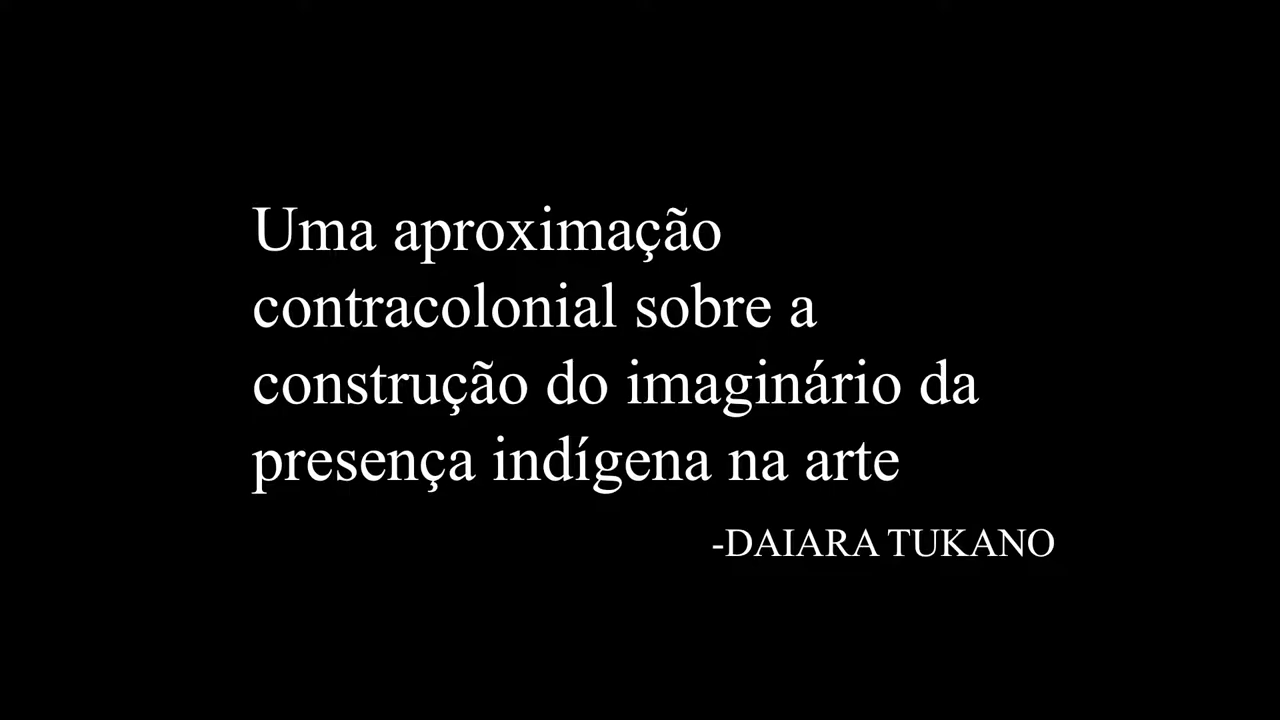 Uma aproximação
contracolonial sobre a
construção do imaginário da
presença indígena na arte
-DAIARA TUKANO